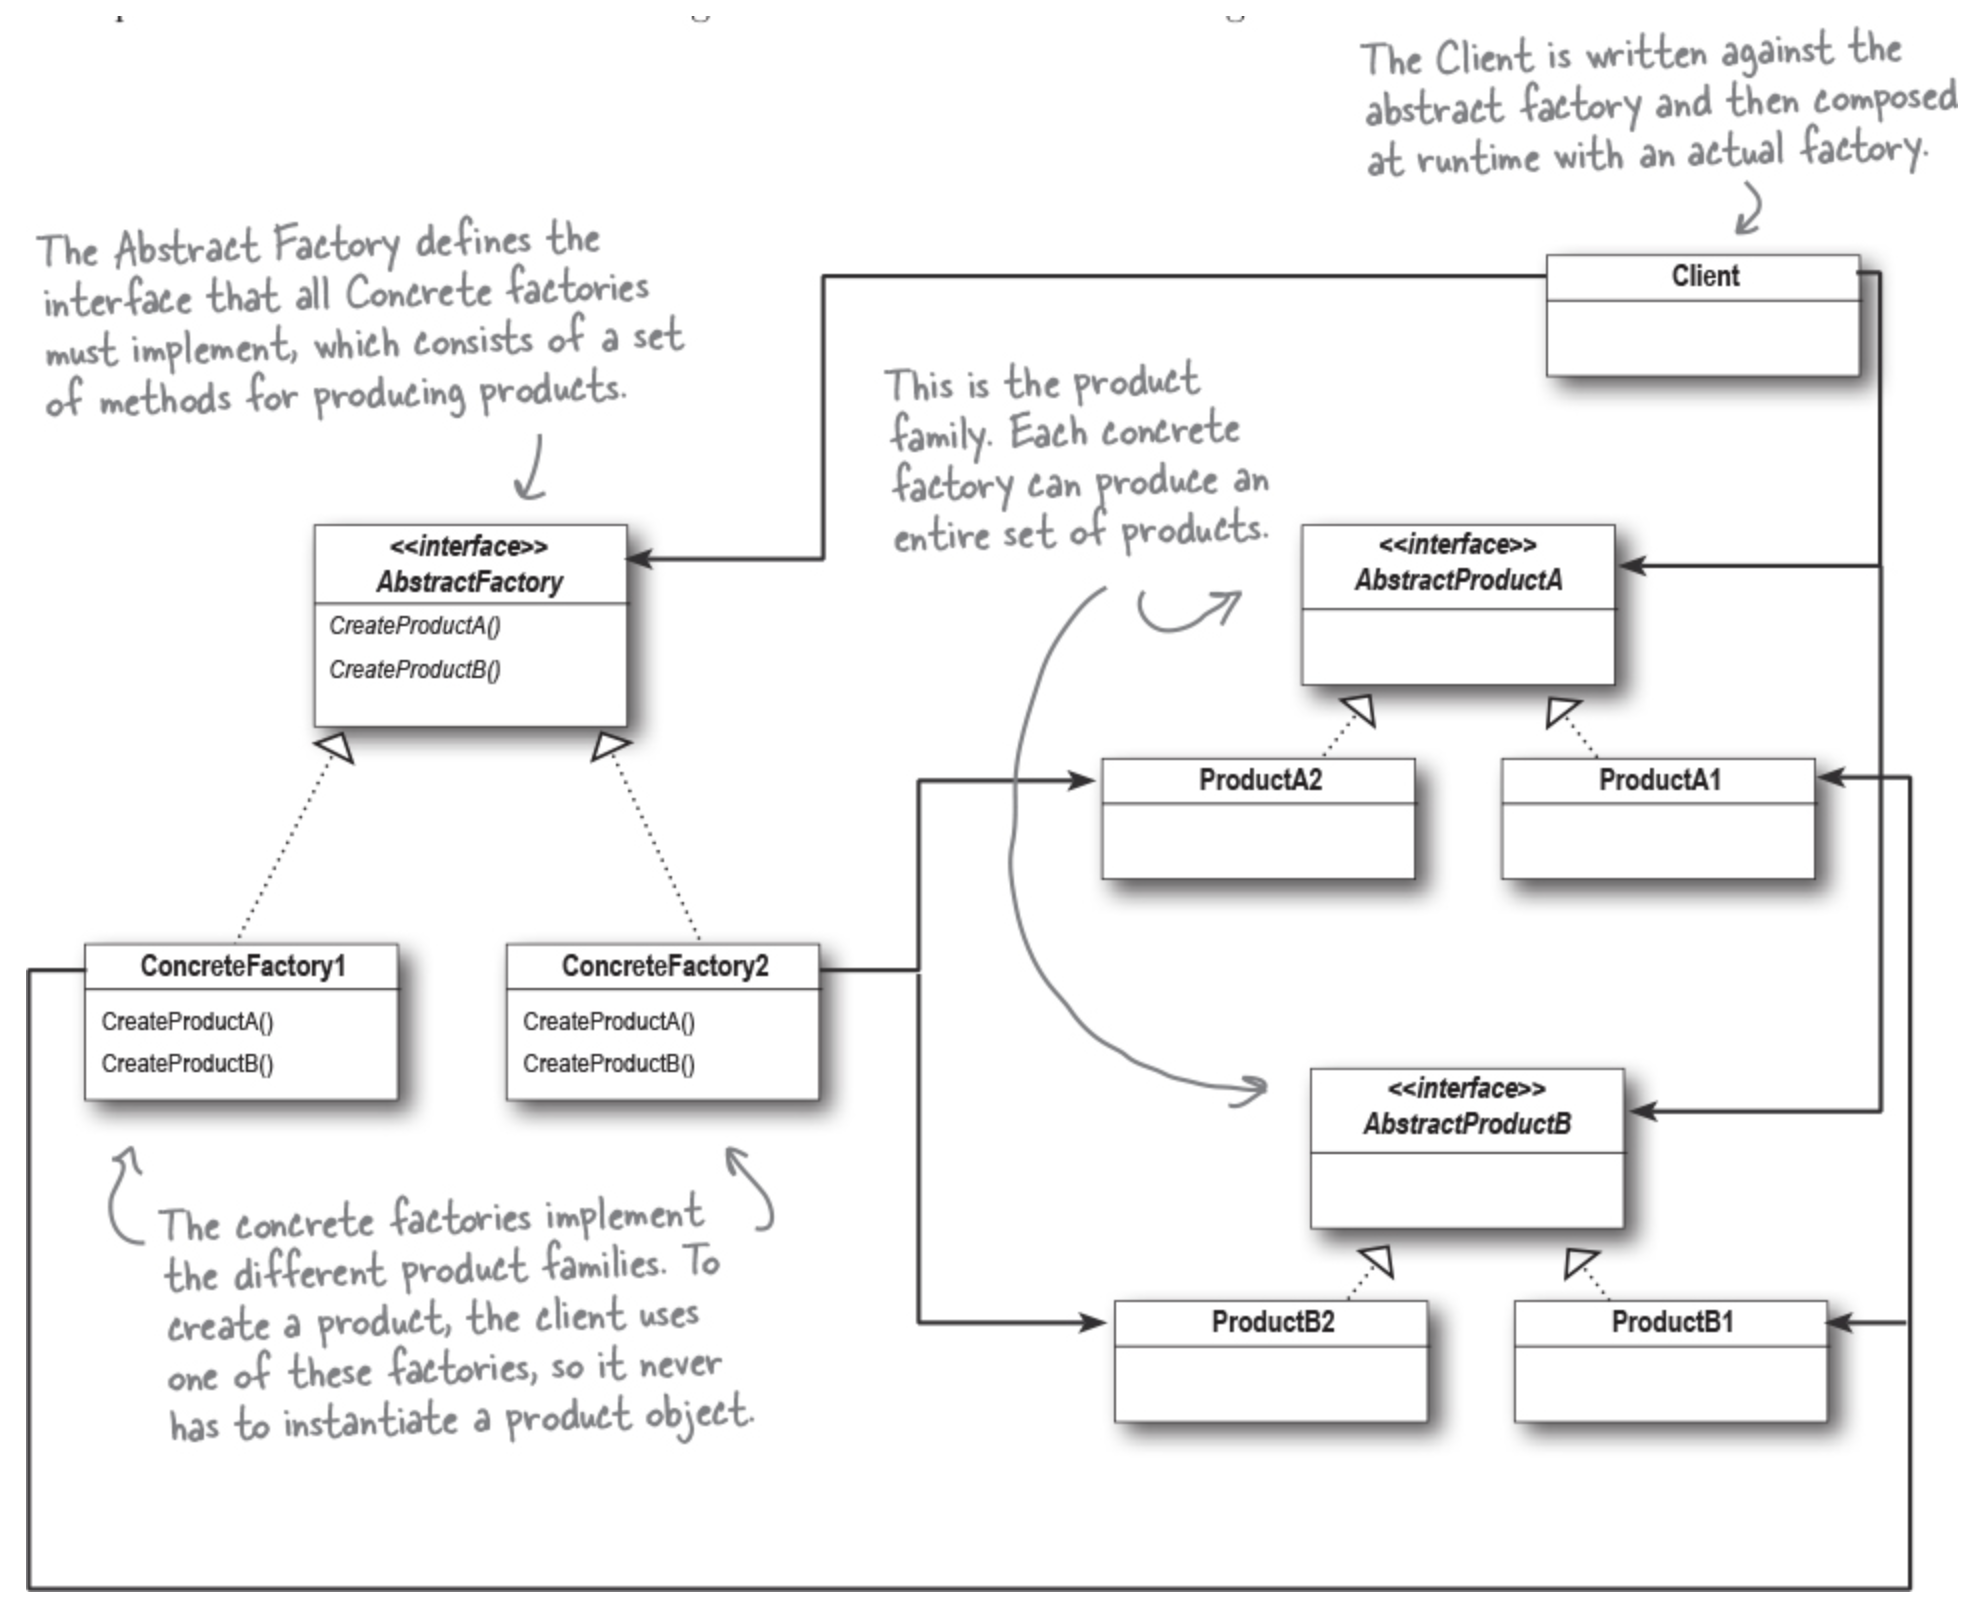 The Client is written against the
abstract factory and then composed
at runtime with an actual factory.
The Abstract Factory defines the
interface that all Concrete factories
must implement, which consists of a set
of methods for producing products.
Client
This is the product
family. Each concrete
factory can produce an
entire set of products.
<<interface>>
AbstractFactory
CreateProductA()
CreateProductB()
<<interface>>
AbstractProductA
ProductA2
ProductA1
ConcreteFactory1
CreateProductA()
CreateProductB()
ConcreteFactory2
CreateProductA()
CreateProductB()
<<interface>>
AbstractProductB
ProductB2
ProductB1
The concrete factories implement
the different product families. To
create a product, the client uses
one of these factories, so it never
has to instantiate a product object.